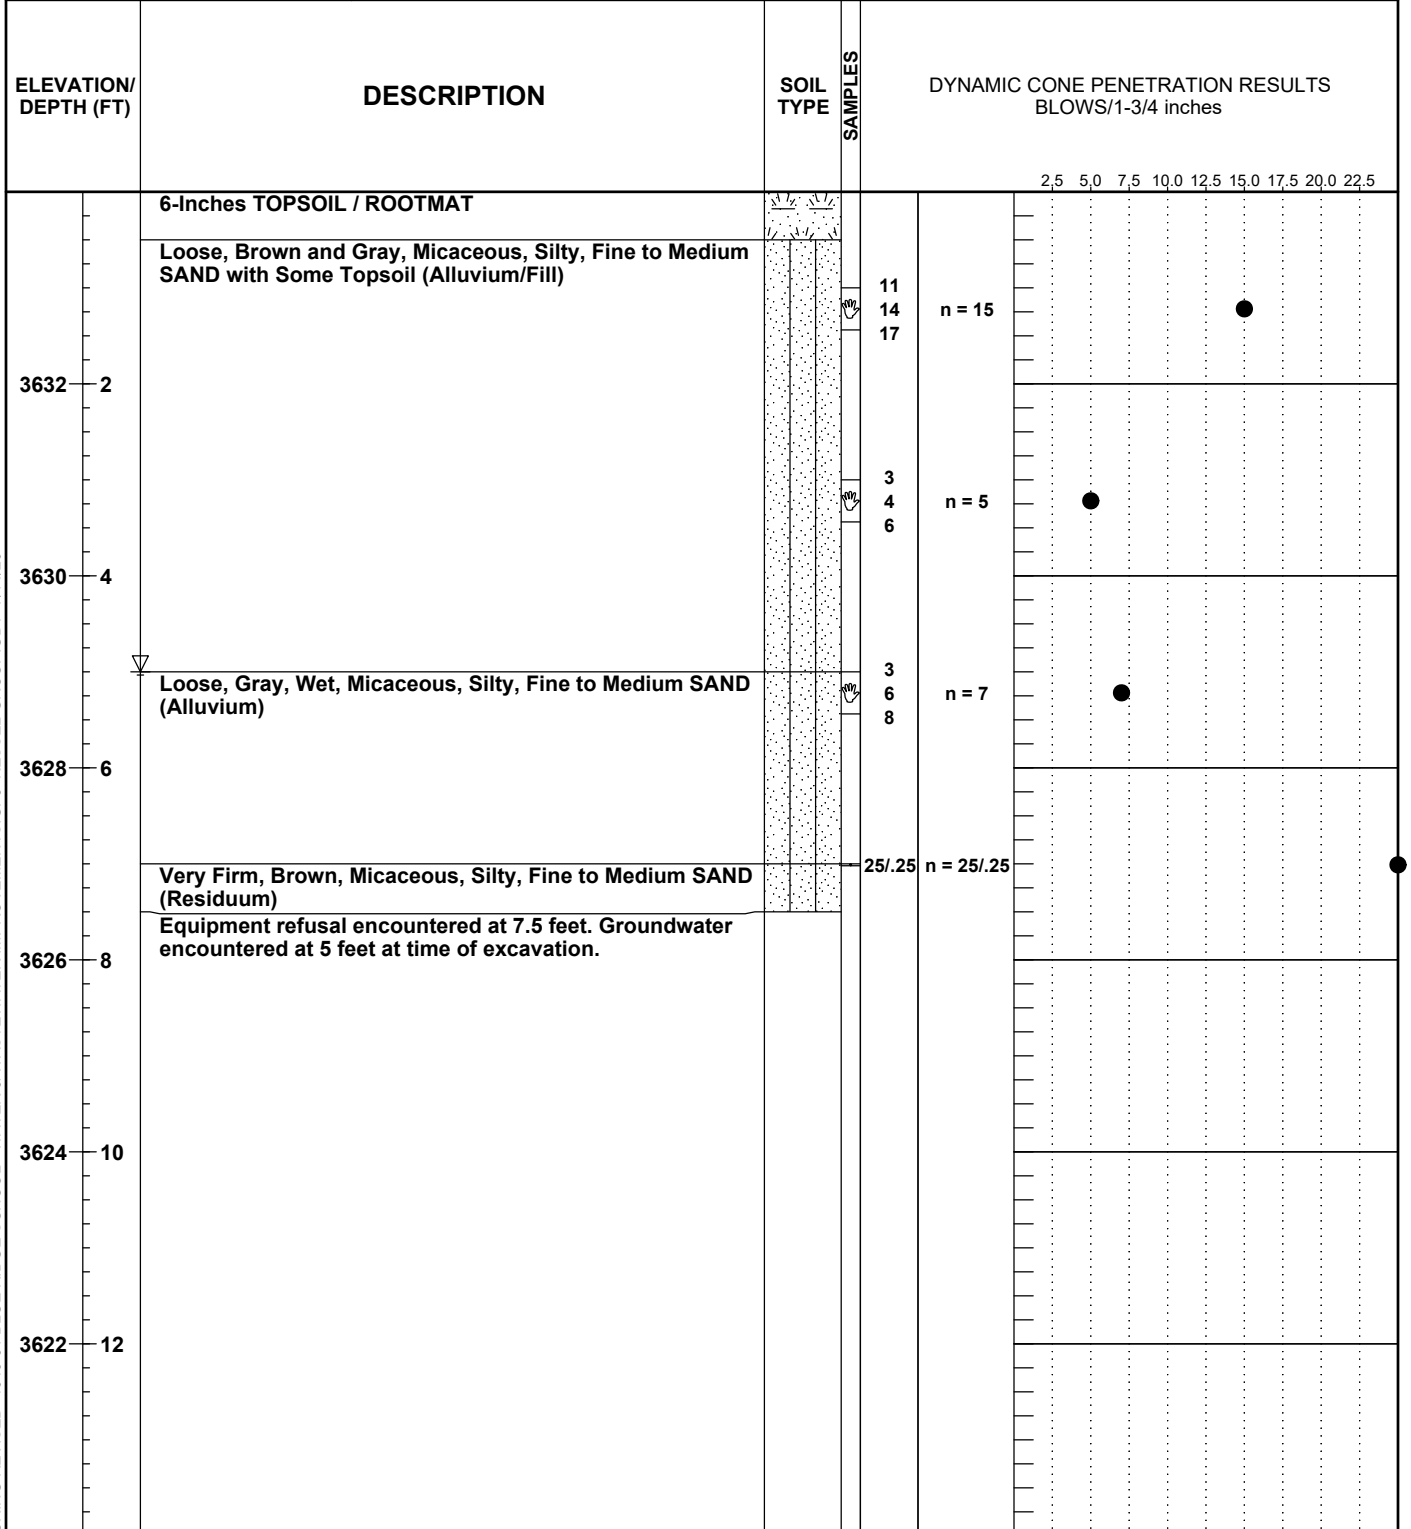 ELEVATION/
DEPTH (FT)
DESCRIPTION
SOIL
TYPE
SAMPLES
DYNAMIC CONE PENETRATION RESULTS
BLOWS/1-3/4 inches
2.5 5.0 7.5 10.0 12.5 15.0 17.5 20.0 22.5
6-Inches TOPSOIL / ROOTMAT
Loose, Brown and Gray, Micaceous, Silty, Fine to Medium
SAND with Some Topsoil (Alluvium/Fill)
11
14 n = 15
17
3632 2
3
4 n = 5
6
3630 4
Loose, Gray, Wet, Micaceous, Silty, Fine to Medium SAND
(Alluvium)
3
6 n = 7
8
3628 6
25/.25 n = 25/.25
Very Firm, Brown, Micaceous, Silty, Fine to Medium SAND
(Residuum)
Equipment refusal encountered at 7.5 feet. Groundwater
encountered at 5 feet at time of excavation.
3626 8
3624 10
3622 12